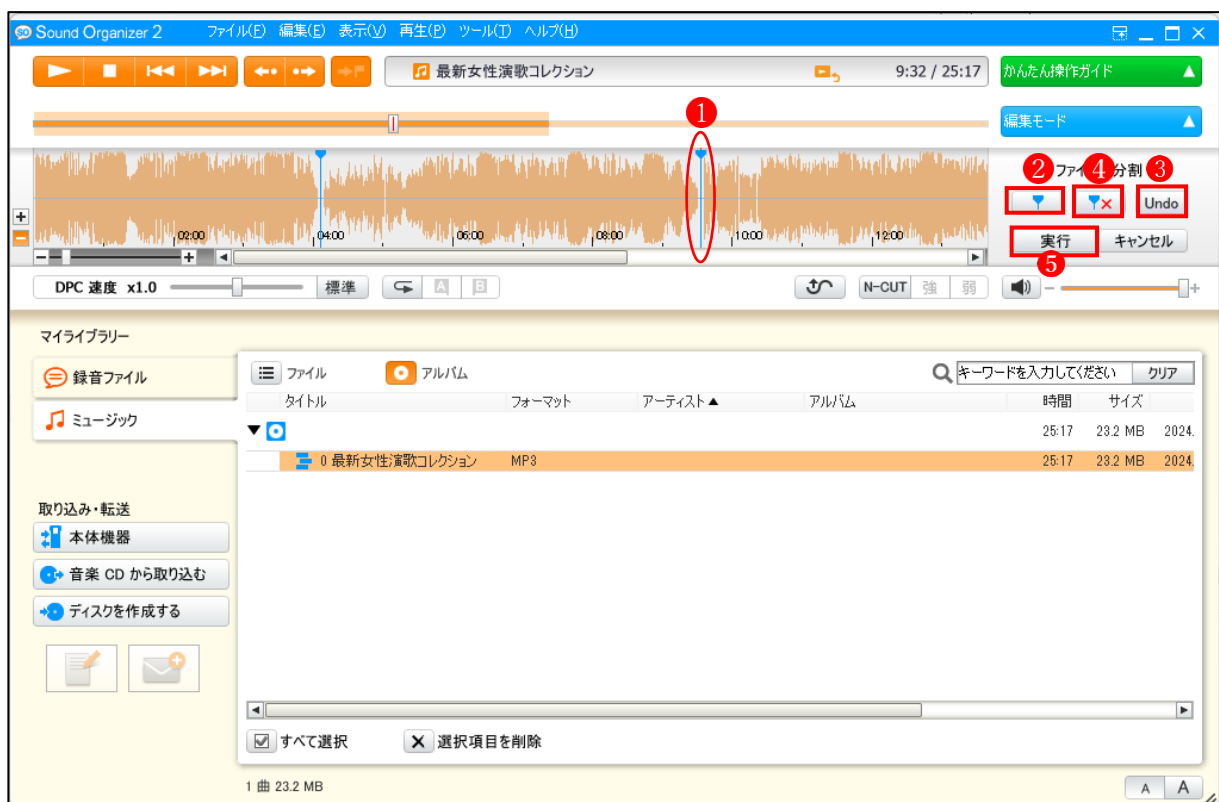 Sound Organizer 2 ファイル(F) 編集(E) 表示(V) 再生(P) ツール(T) ヘルプ(H)
最新女性演歌コレクション 9:32 / 25:17 かんたん操作ガイド
1
編集モード
2 ファイ 4 分割 3
Undo
02:00 04:00 06:00 08:00 10:00 12:00
実行 キャンセル
5
DPC 速度 x1.0 標準 A B N-CUT 強 弱
マイライブラリー
録音ファイル
ミュージック
ファイル アルバム キーワードを入力してください クリア
タイトル フォーマット アーティスト▲ アルバム 時間 サイズ
25:17 23.2 MB 2024.
0 最新女性演歌コレクション MP3 25:17 23.2 MB 2024.
取り込み・転送
本体機器
音楽 CD から取り込む
ディスクを作成する
すべて選択 選択項目を削除
1 曲 23.2 MB A A